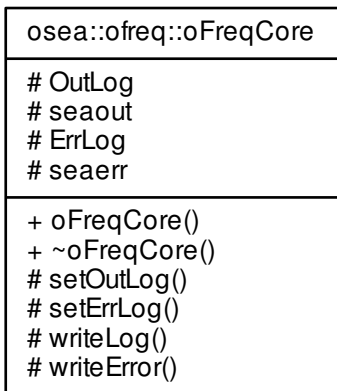 osea::ofreq::oFreqCore
# OutLog
# seaout
# ErrLog
# seaerr
+ oFreqCore()
+ ~oFreqCore()
# setOutLog()
# setErrLog()
# writeLog()
# writeError()